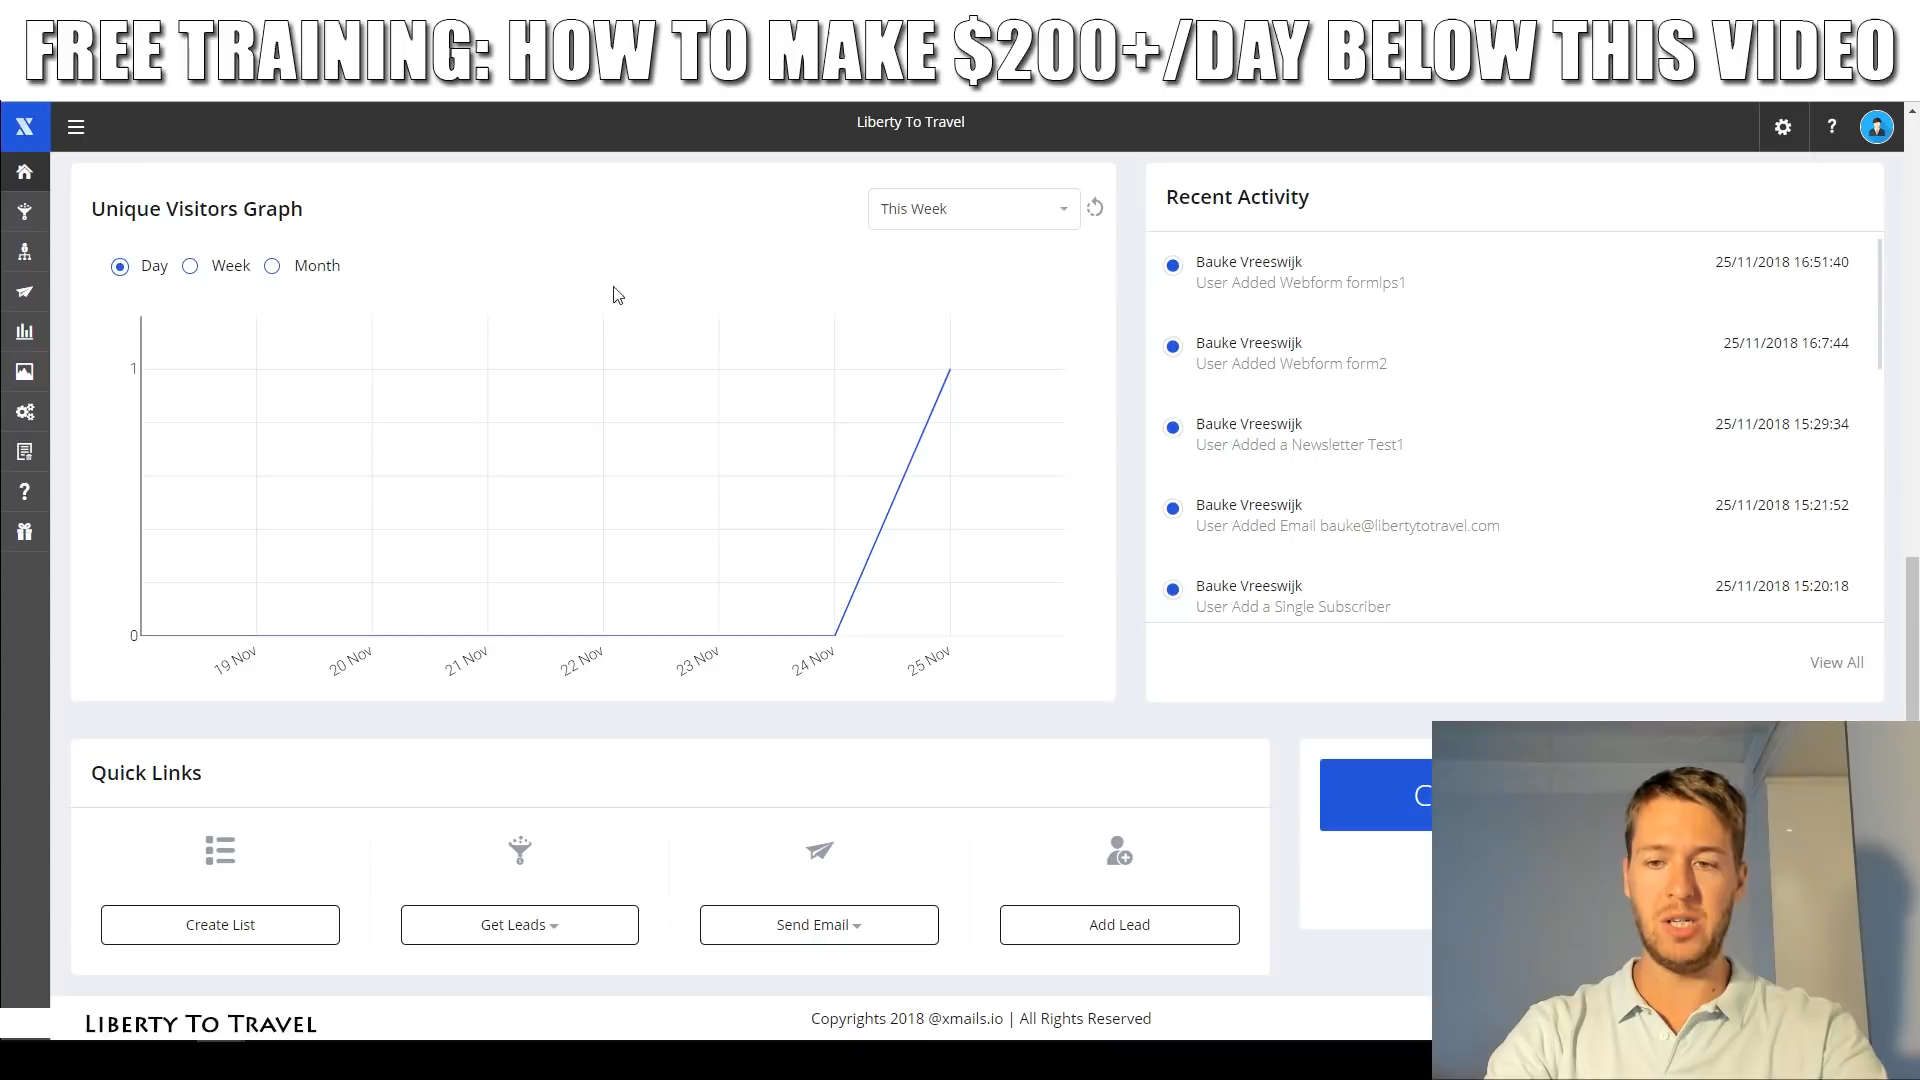 FREE TRAINING: HOW TO MAKE $200+/DAY BELOW THIS VIDEO
X
Liberty To Travel
?
Unique Visitors Graph
This Week
Day
Week
Month
1
0
19 Nov
20 Nov
21 Nov
22 Nov
23 Nov
24 Nov
25 Nov
Recent Activity
Bauke Vreeswijk
25/11/2018 16:51:40
User Added Webform formlps1
Bauke Vreeswijk
25/11/2018 16:7:44
User Added Webform form2
Bauke Vreeswijk
25/11/2018 15:29:34
User Added a Newsletter Test1
Bauke Vreeswijk
25/11/2018 15:21:52
User Added Email bauke@libertytotravel.com
Bauke Vreeswijk
25/11/2018 15:20:18
User Add a Single Subscriber
View All
?
Quick Links
Create List
Get Leads
Send Email
Add Lead
LIBERTY TO TRAVEL
Copyrights 2018 @xmails.io | All Rights Reserved